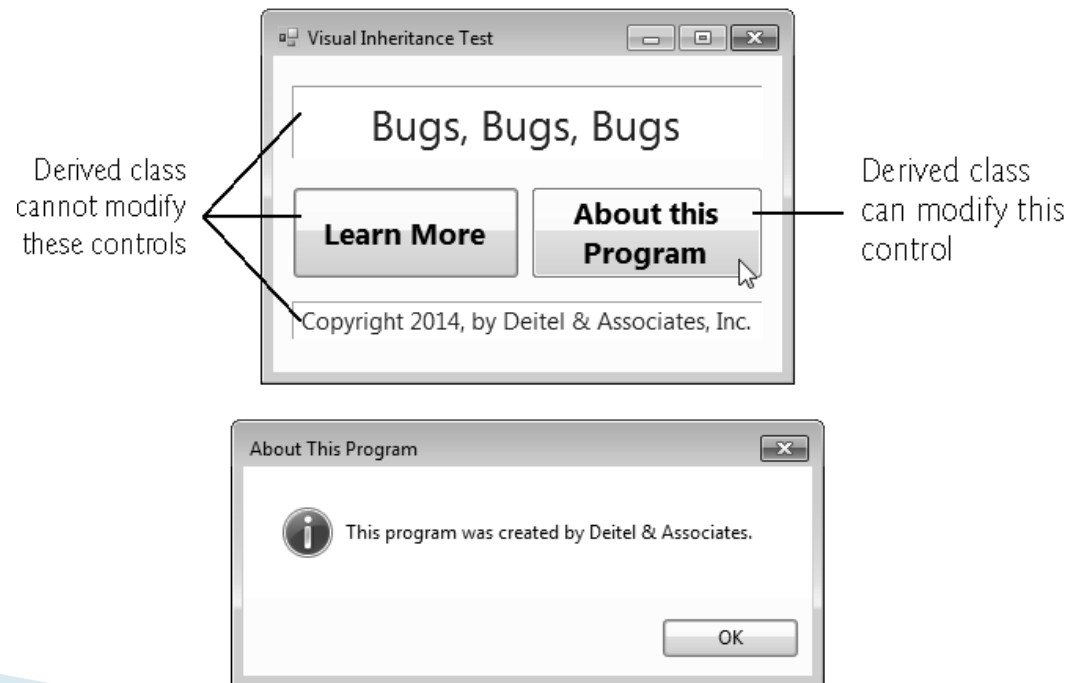 Visual Inheritance Test
Bugs, Bugs, Bugs
Derived class
cannot modify
these controls
Learn More
About this
Program
Derived class
can modify this
control
Copyright 2014, by Deitel & Associates, Inc.
About This Program
This program was created by Deitel & Associates.
OK